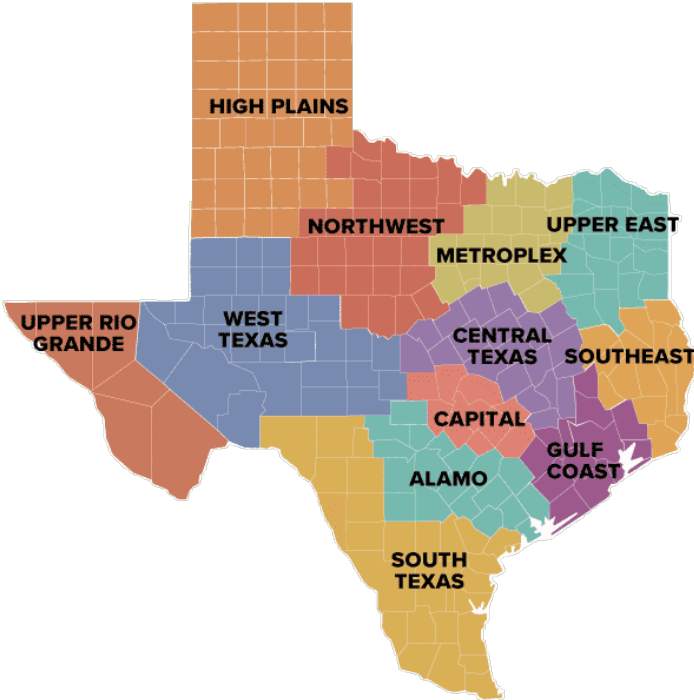 HIGH PLAINS
NORTHWEST
UPPER EAST
METROPLEX
UPPER RIO
GRANDE
WEST
TEXAS
CENTRAL
TEXAS
SOUTHEAST
CAPITAL
GULF
COAST
ALAMO
SOUTH
TEXAS